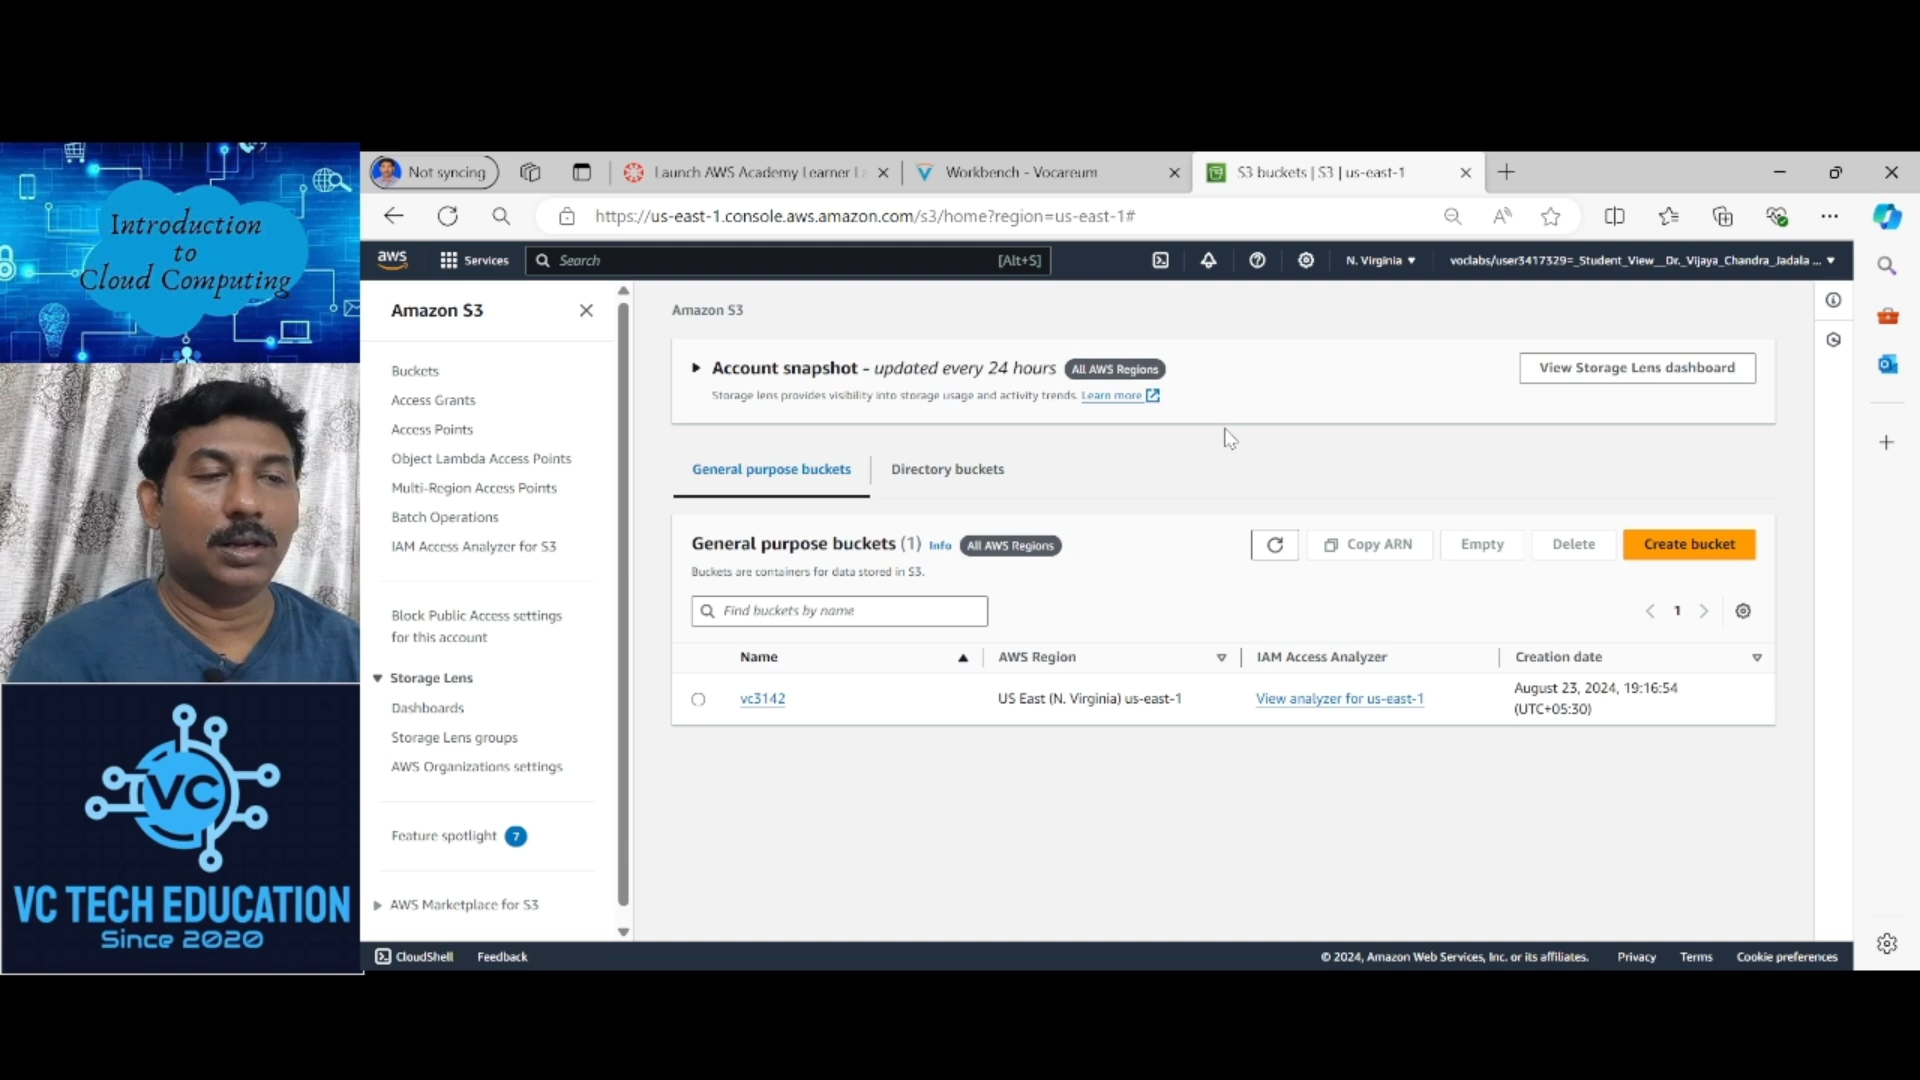 Introduction
to
Cloud Computing
VC
VC TECH EDUCATION
Since 2020
Not syncing
Launch AWS Academy Learner La
Workbench - Vocareum
S3 buckets | S3 | us-east-1
https://us-east-1.console.aws.amazon.com/s3/home?region=us-east-1#
aws
Services
Search
[Alt+S]
N. Virginia
voclabs/user3417329=_Student_View__Dr._Vijaya_Chandra_Jadala ...
Amazon S3
Buckets
Access Grants
Access Points
Object Lambda Access Points
Multi-Region Access Points
Batch Operations
IAM Access Analyzer for S3
Block Public Access settings
for this account
Storage Lens
Dashboards
Storage Lens groups
AWS Organizations settings
Feature spotlight 7
AWS Marketplace for S3
Amazon S3
Account snapshot - updated every 24 hours All AWS Regions
Storage lens provides visibility into storage usage and activity trends. Learn more
View Storage Lens dashboard
General purpose buckets
Directory buckets
General purpose buckets (1) Info All AWS Regions
Buckets are containers for data stored in S3.
Copy ARN
Empty
Delete
Create bucket
Find buckets by name
1
Name
AWS Region
IAM Access Analyzer
Creation date
vc3142
US East (N. Virginia) us-east-1
View analyzer for us-east-1
August 23, 2024, 19:16:54
(UTC+05:30)
CloudShell
Feedback
© 2024, Amazon Web Services, Inc. or its affiliates.
Privacy
Terms
Cookie preferences